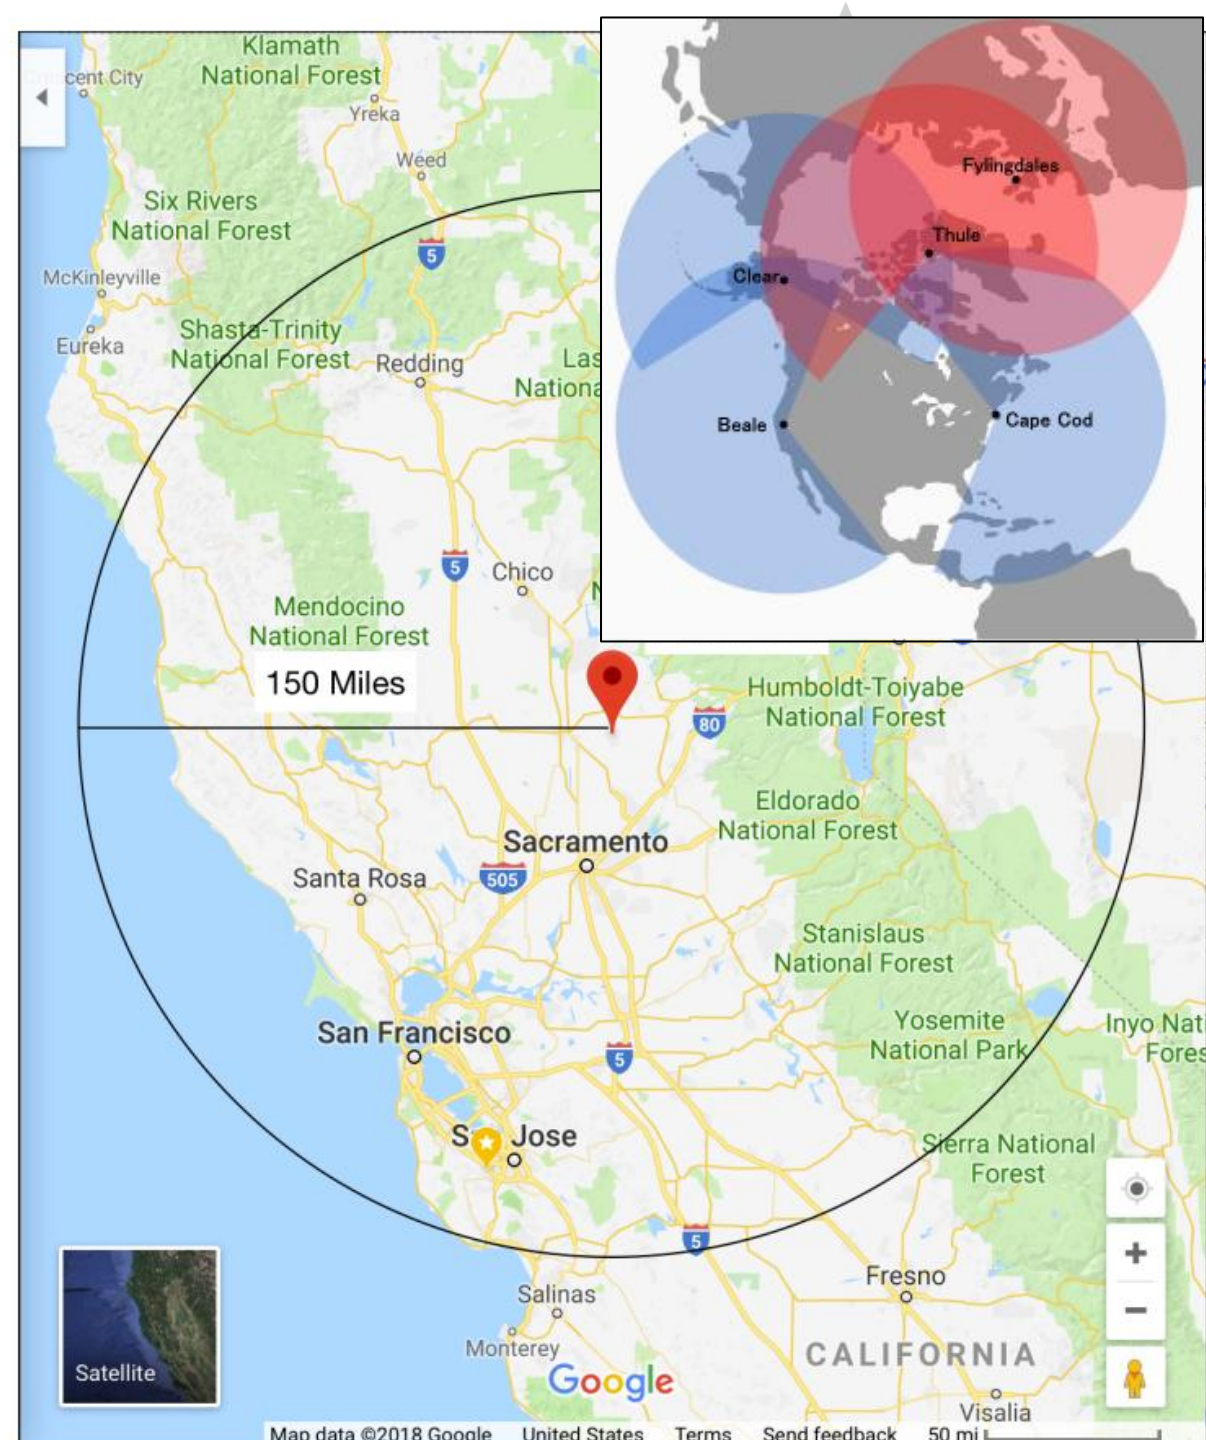 Klamath
National Forest
cent City
Yreka
Weed
Six Rivers
National Forest
5
McKinleyville
Shasta-Trinity
National Forest
Eureka
Redding
Las
Nationa
5
Chico
Mendocino
National Forest
150 Miles
Fylingdales
Thule
Clear
Beale
Cape Cod
N
Humboldt-Toiyabe
National Forest
80
Eldorado
National Forest
Sacramento
Santa Rosa
505
Stanislaus
National Forest
San Francisco
Yosemite
National Park
Inyo Nati
Fores
5
S Jose
Sierra National
Forest
5
Fresno
Salinas
Monterey
CALIFORNIA
Satellite
Google
Visalia
Map data ©2018 Google United States Terms Send feedback 50 mi